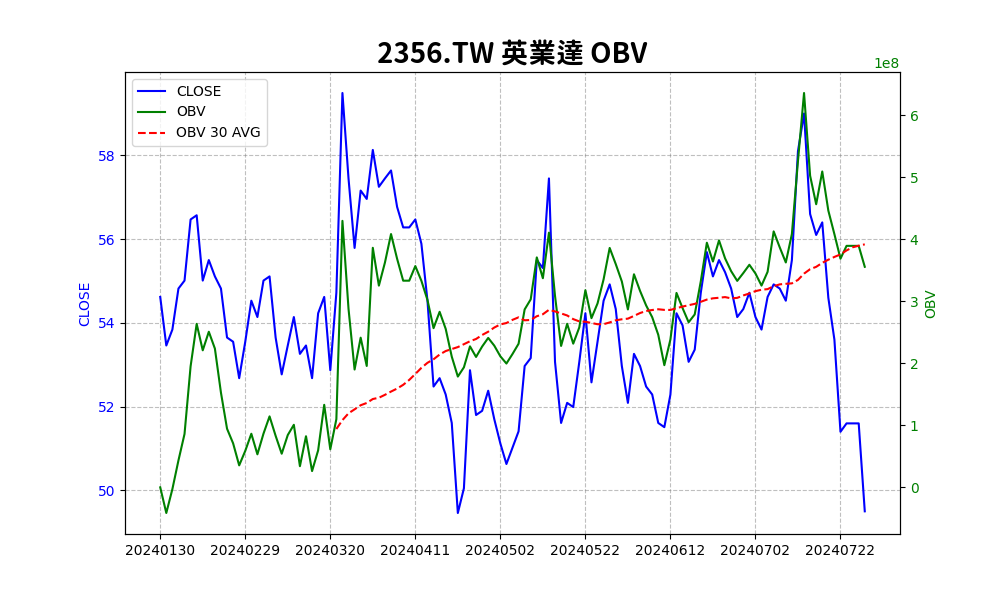 2356.TW 英業達 OBV
1e8
CLOSE
OBV
OBV 30 AVG
58
56
54
52
50
CLOSE
6
5
4
3
2
1
0
OBV
20240130 20240229 20240320 20240411 20240502 20240522 20240612 20240702 20240722